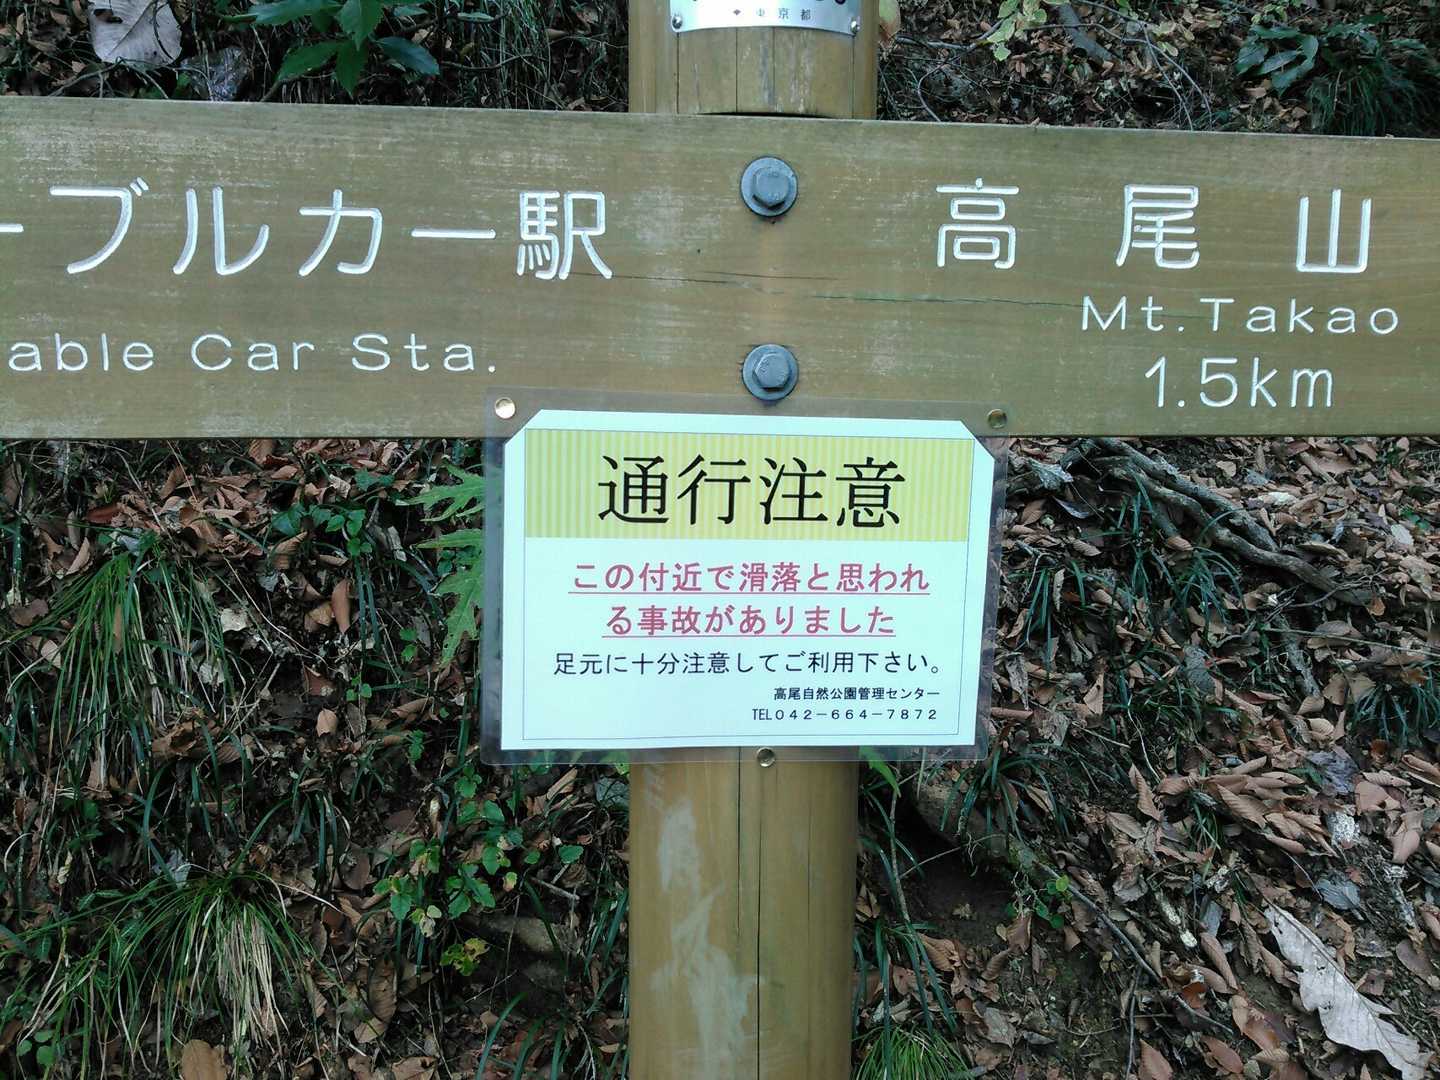 東京都
ーブルカー駅
able Car Sta.
高尾山
Mt.Takao
1.5km
通行注意
この付近で滑落と思われ
る事故がありました
足元に十分注意してご利用下さい。
高尾自然公園管理センター
TEL042－664－7872